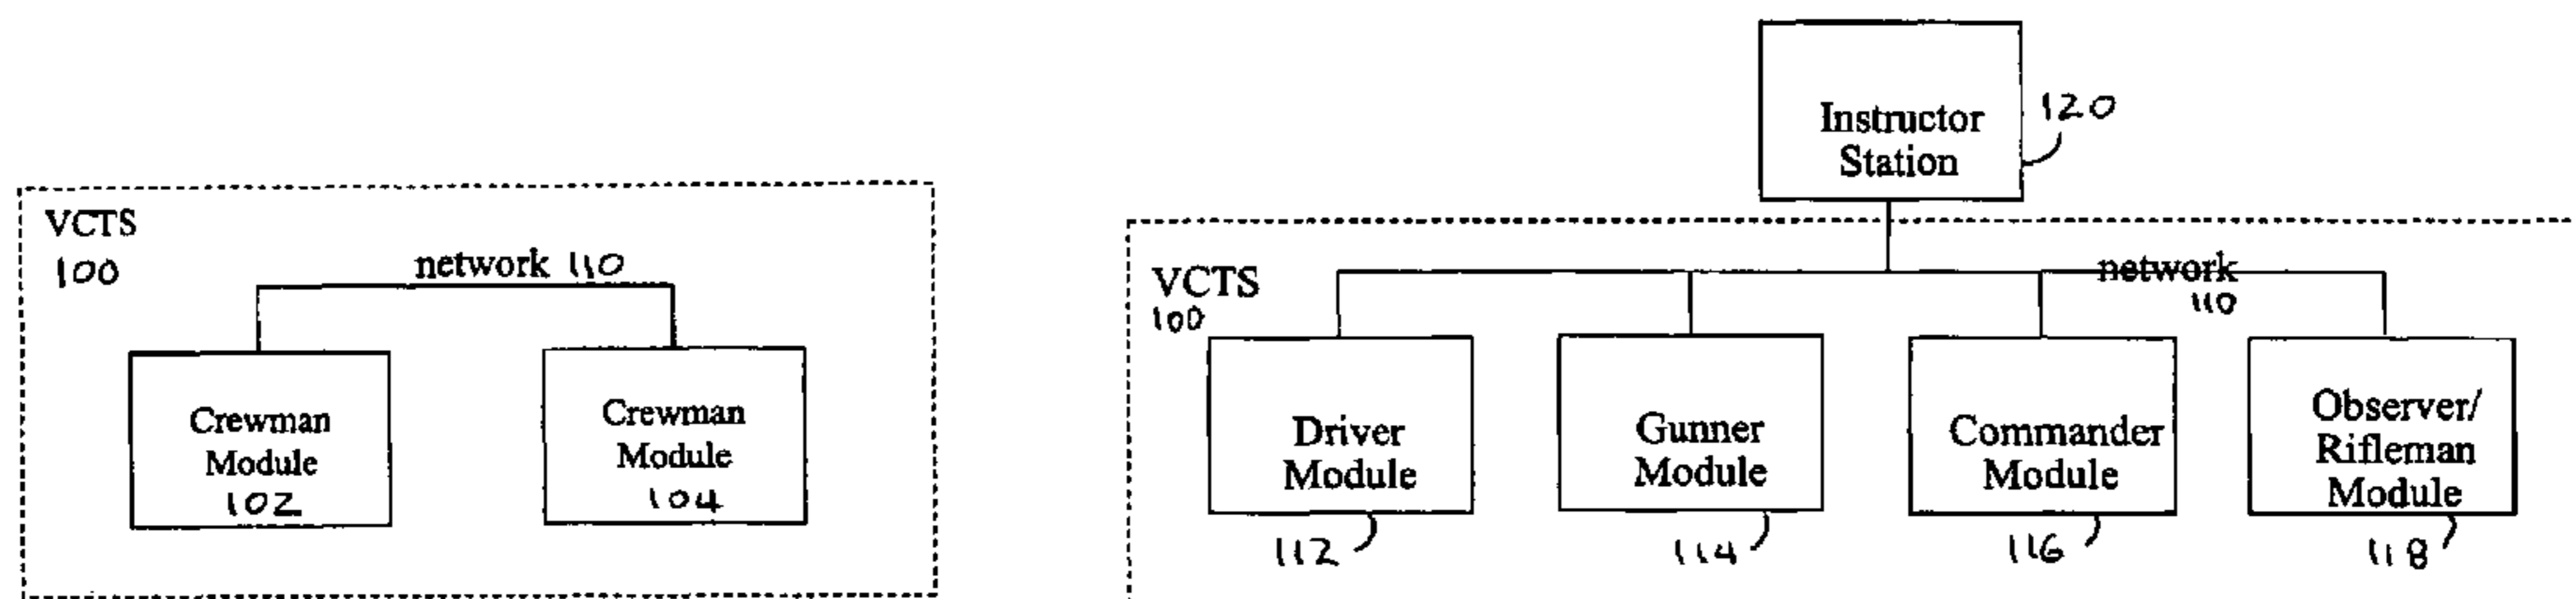 VCTS
100
network 110
Crewman
Module
102
Crewman
Module
104
Instructor
Station
120
VCTS
100
network
110
Driver
Module
112
Gunner
Module
114
Commander
Module
116
Observer/
Rifleman
Module
118